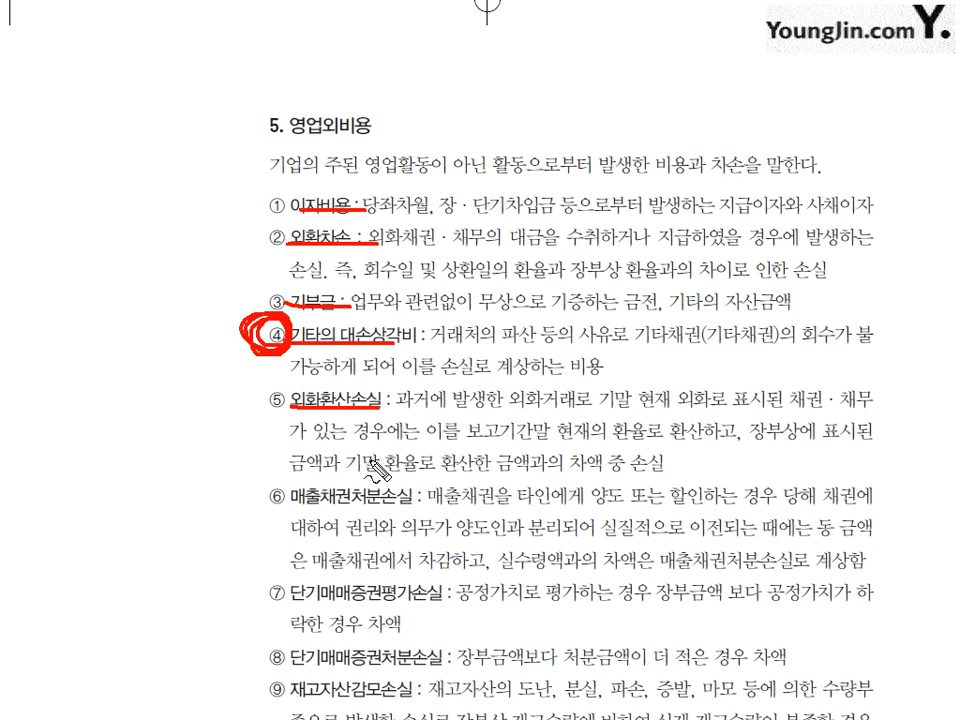 YoungJin.com Y.
5. 영업외비용
기업의 주된 영업활동이 아닌 활동으로부터 발생한 비용과 차손을 말한다.
① 이자비용 : 당좌차월, 장·단기차입금 등으로부터 발생하는 지급이자와 사채이자
② 외환차손 : 외화채권·채무의 대금을 수취하거나 지급하였을 경우에 발생하는
손실. 즉, 회수일 및 상환일의 환율과 장부상 환율과의 차이로 인한 손실
③ 기부금 : 업무와 관련없이 무상으로 기증하는 금전, 기타의 자산금액
④ 기타의 대손상각비 : 거래처의 파산 등의 사유로 기타채권(기타채권)의 회수가 불
가능하게 되어 이를 손실로 계상하는 비용
⑤ 외화환산손실 : 과거에 발생한 외화거래로 기말 현재 외화로 표시된 채권·채무
가 있는 경우에는 이를 보고기간말 현재의 환율로 환산하고, 장부상에 표시된
금액과 기말 환율로 환산한 금액과의 차액 중 손실
⑥ 매출채권처분손실 : 매출채권을 타인에게 양도 또는 할인하는 경우 당해 채권에
대하여 권리와 의무가 양도인과 분리되어 실질적으로 이전되는 때에는 동 금액
은 매출채권에서 차감하고, 실수령액과의 차액은 매출채권처분손실로 계상함
⑦ 단기매매증권평가손실 : 공정가치로 평가하는 경우 장부금액 보다 공정가치가 하
락한 경우 차액
⑧ 단기매매증권처분손실 : 장부금액보다 처분금액이 더 적은 경우 차액
⑨ 재고자산감모손실 : 재고자산의 도난, 분실, 파손, 증발, 마모 등에 의한 수량부